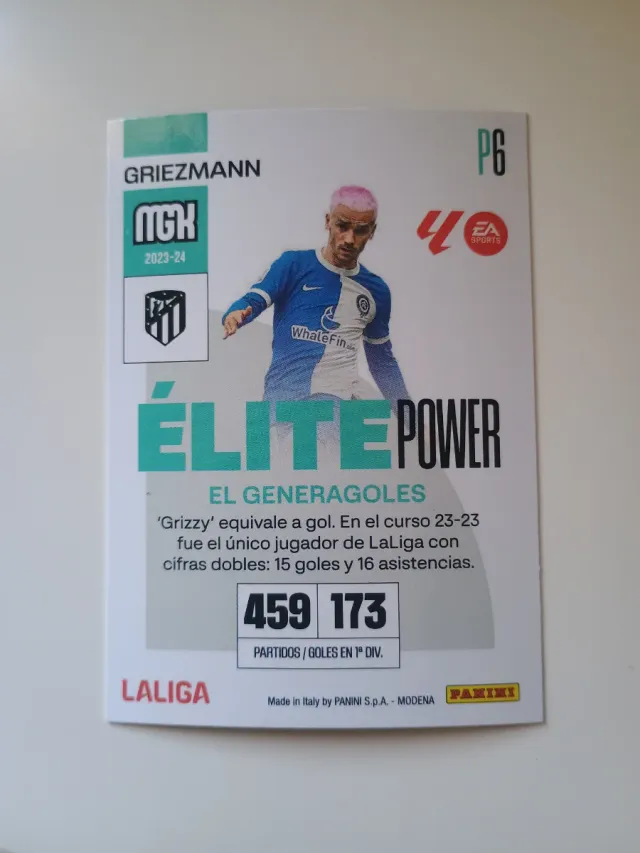 GRIEZMANN
P6
MGK
2023-24
EA
SPORTS
WhaleFin
ÉLITE POWER
EL GENERAGOLES
'Grizzy' equivale a gol. En el curso 23-23
fue el único jugador de LaLiga con
cifras dobles: 15 goles y 16 asistencias.
459 173
PARTIDOS / GOLES EN 1ª DIV.
LALIGA
Made in Italy by PANINI S.p.A. - MODENA
PANINI